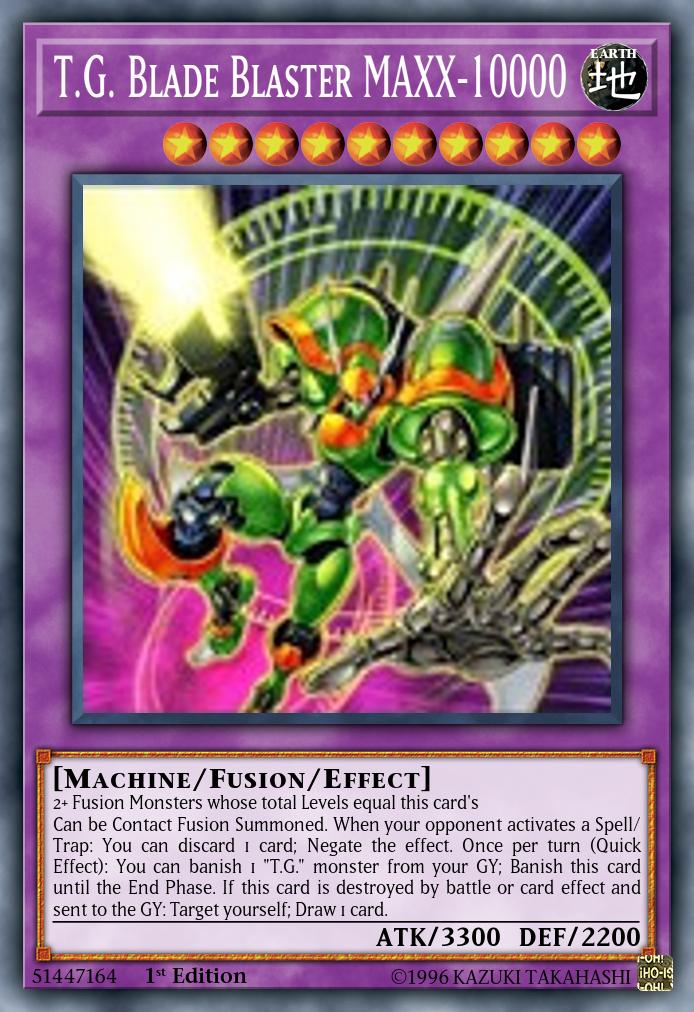 T.G. BLADE BLASTER MAXX-10000
EARTH
地
[MACHINE/FUSION/EFFECT]
2+ Fusion Monsters whose total Levels equal this card's
Can be Contact Fusion Summoned. When your opponent activates a Spell/
Trap: You can discard 1 card; Negate the effect. Once per turn (Quick
Effect): You can banish 1 "T.G." monster from your GY; Banish this card
until the End Phase. If this card is destroyed by battle or card effect and
sent to the GY: Target yourself; Draw 1 card.
ATK/3300 DEF/2200
51447164 1st Edition ©1996 KAZUKI TAKAHASHI